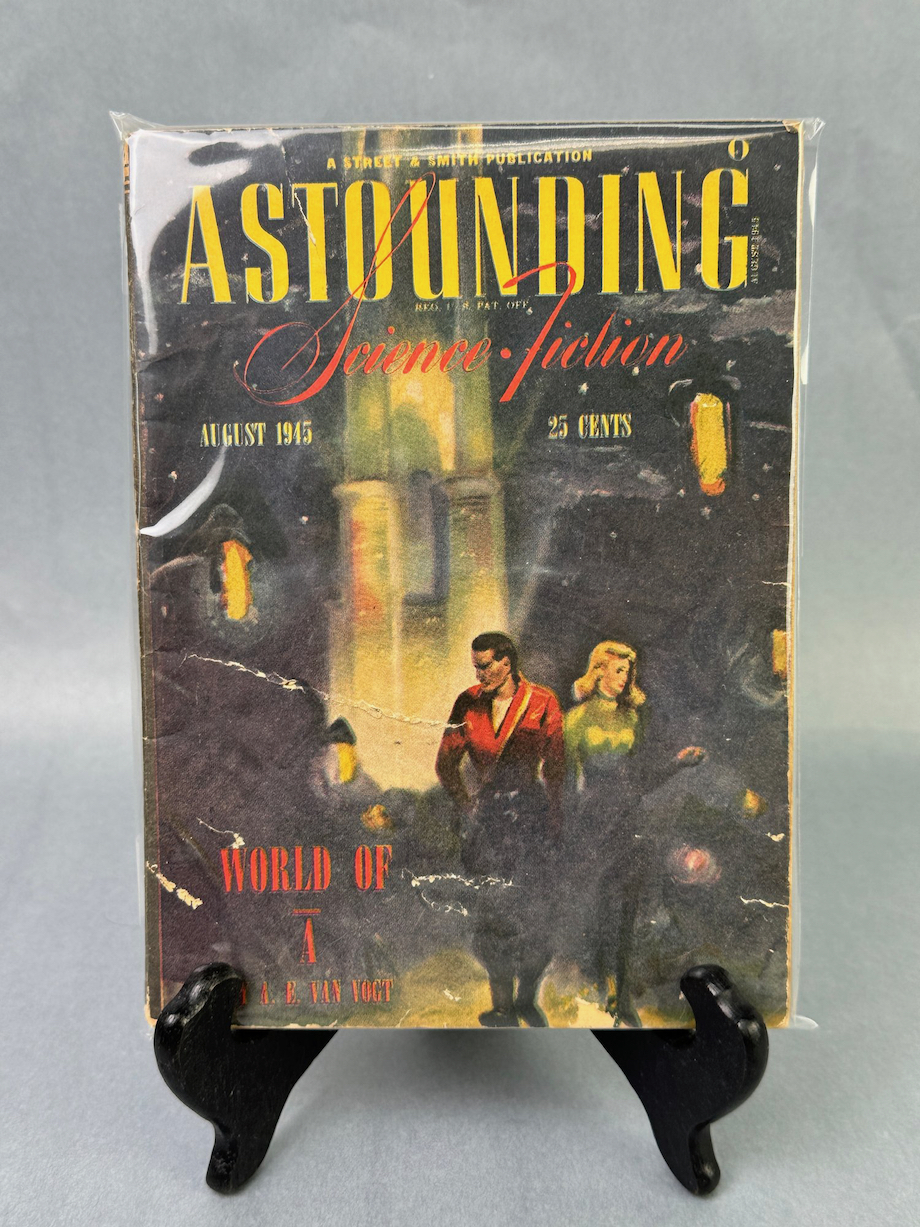 A STREET & SMITH PUBLICATION
ASTOUNDING
REG. U. S. PAT. OFF.
AUGUST 1945
Science·Fiction
AUGUST 1945
25 CENTS
WORLD OF
Ā
A. E. VAN VOGT